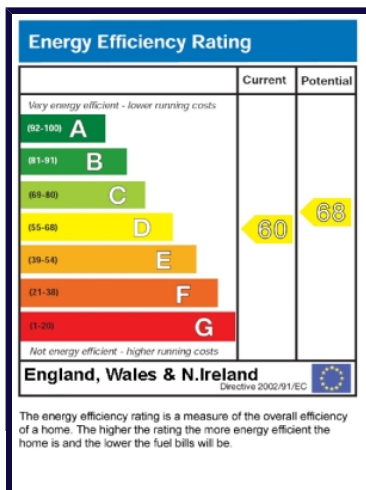 Energy Efficiency Rating
Current Potential
Very energy efficient - lower running costs
(92-100) A
(81-91) B
(69-80) C
(55-68) D
60
68
(39-54) E
(21-38) F
(1-20) G
Not energy efficient - higher running costs
England, Wales & N.Ireland
Directive 2002/91/EC
The energy efficiency rating is a measure of the overall efficiency
of a home. The higher the rating the more energy efficient the
home is and the lower the fuel bills will be.